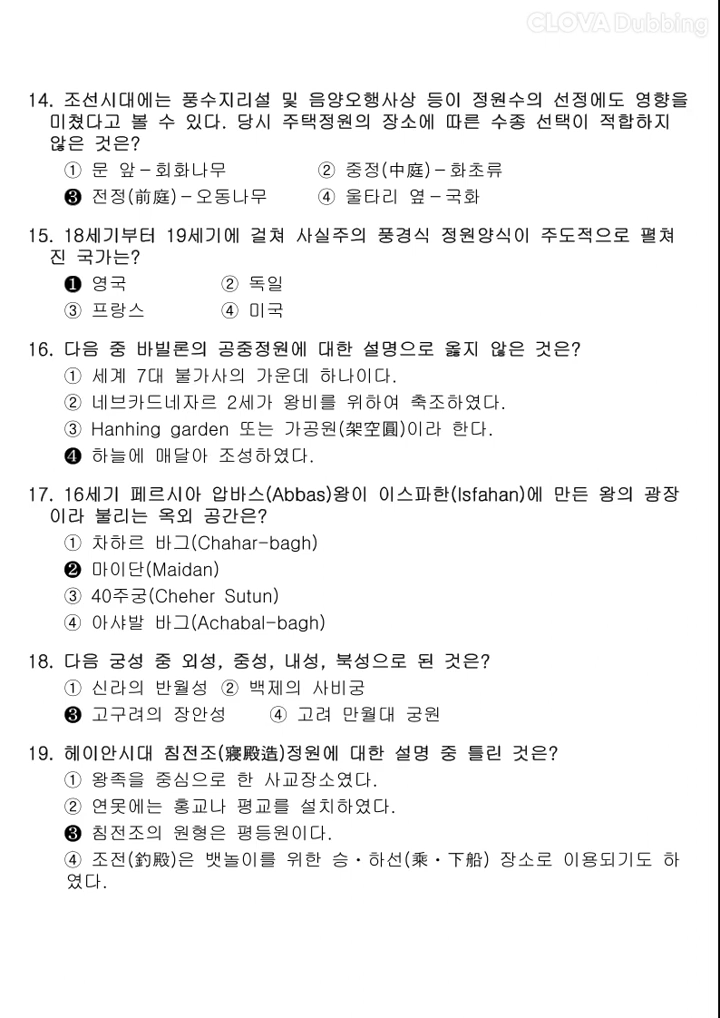 CLOVA Dubbing
14. 조선시대에는 풍수지리설 및 음양오행사상 등이 정원수의 선정에도 영향을
미쳤다고 볼 수 있다. 당시 주택정원의 장소에 따른 수종 선택이 적합하지
않은 것은?
① 문 앞-회화나무 ② 중정(中庭)-화초류
❸ 전정(前庭)-오동나무 ④ 울타리 옆-국화
15. 18세기부터 19세기에 걸쳐 사실주의 풍경식 정원양식이 주도적으로 펼쳐
진 국가는?
❶ 영국 ② 독일
③ 프랑스 ④ 미국
16. 다음 중 바빌론의 공중정원에 대한 설명으로 옳지 않은 것은?
① 세계 7대 불가사의 가운데 하나이다.
② 네브카드네자르 2세가 왕비를 위하여 축조하였다.
③ Hanhing garden 또는 가공원(架空圓)이라 한다.
❹ 하늘에 매달아 조성하였다.
17. 16세기 페르시아 압바스(Abbas)왕이 이스파한(Isfahan)에 만든 왕의 광장
이라 불리는 옥외 공간은?
① 차하르 바그(Chahar-bagh)
❷ 마이단(Maidan)
③ 40주궁(Cheher Sutun)
④ 아샤발 바그(Achabal-bagh)
18. 다음 궁성 중 외성, 중성, 내성, 북성으로 된 것은?
① 신라의 반월성 ② 백제의 사비궁
❸ 고구려의 장안성 ④ 고려 만월대 궁원
19. 헤이안시대 침전조(寢殿造)정원에 대한 설명 중 틀린 것은?
① 왕족을 중심으로 한 사교장소였다.
② 연못에는 홍교나 평교를 설치하였다.
❸ 침전조의 원형은 평등원이다.
④ 조전(釣殿)은 뱃놀이를 위한 승·하선(乘·下船) 장소로 이용되기도 하
였다.